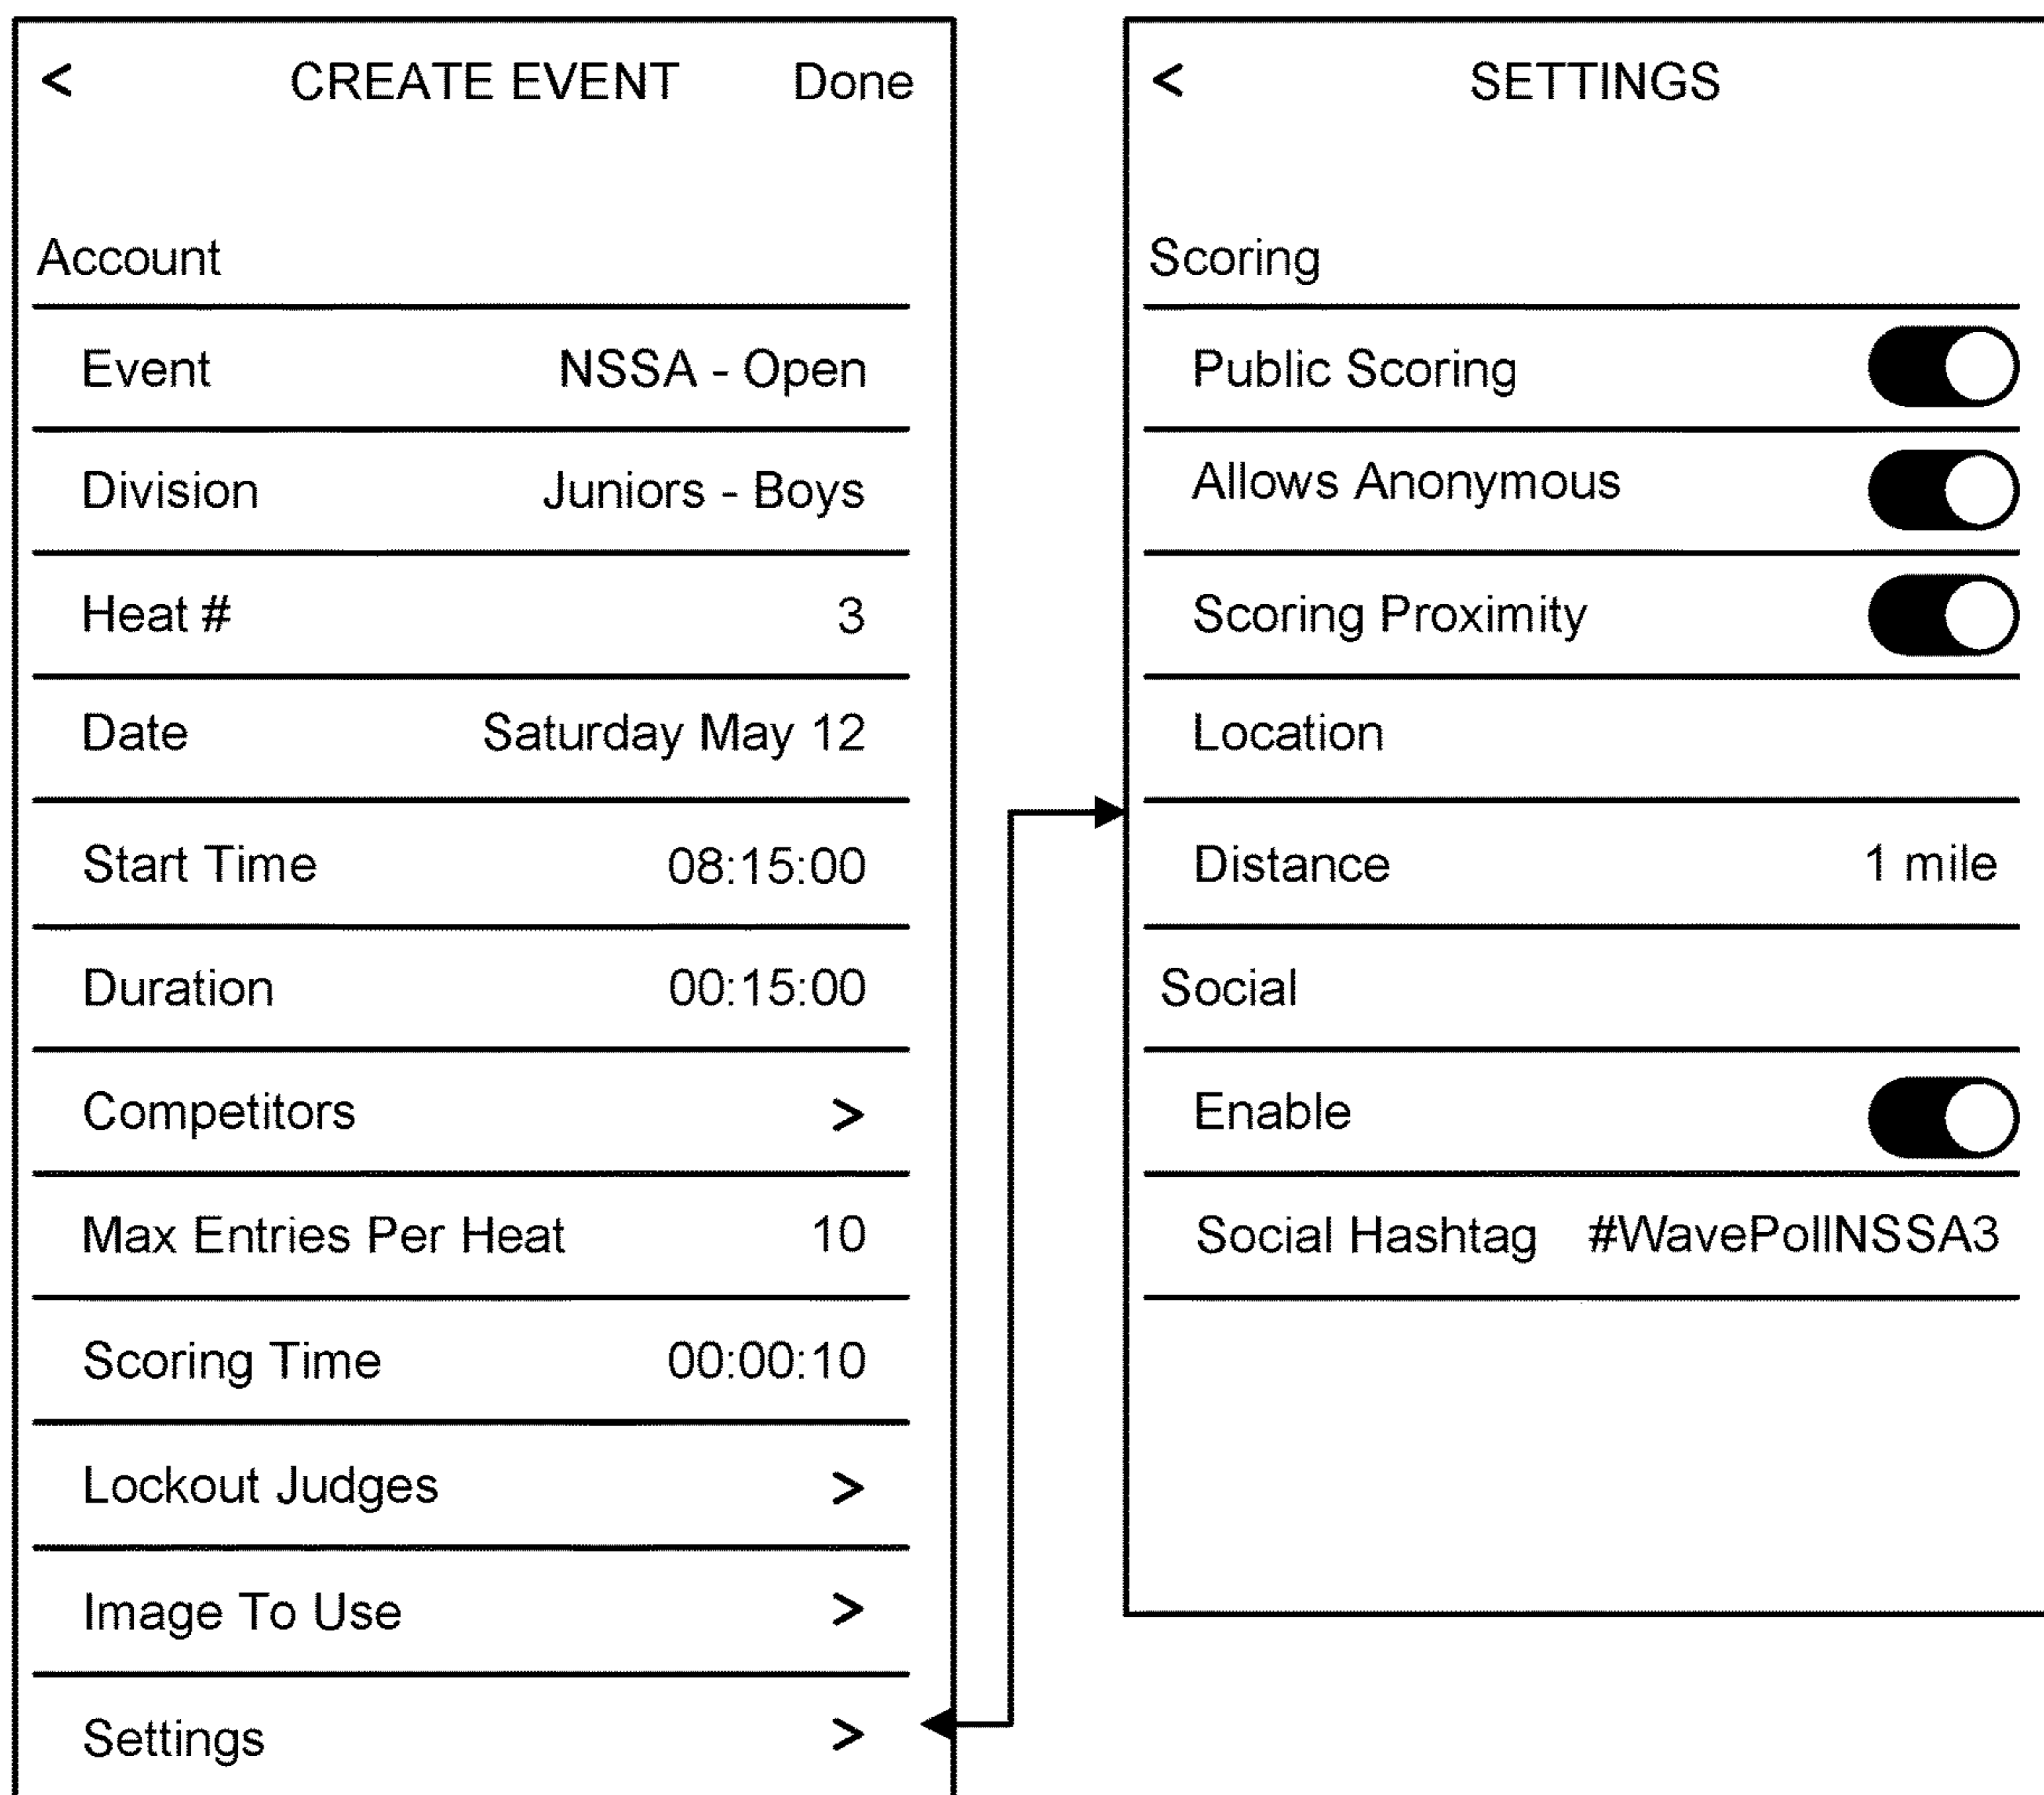 < CREATE EVENT Done
Account
Event NSSA - Open
Division Juniors - Boys
Heat # 3
Date Saturday May 12
Start Time 08:15:00
Duration 00:15:00
Competitors >
Max Entries Per Heat 10
Scoring Time 00:00:10
Lockout Judges >
Image To Use >
Settings >
< SETTINGS
Scoring
Public Scoring
Allows Anonymous
Scoring Proximity
Location
Distance 1 mile
Social
Enable
Social Hashtag #WavePollNSSA3